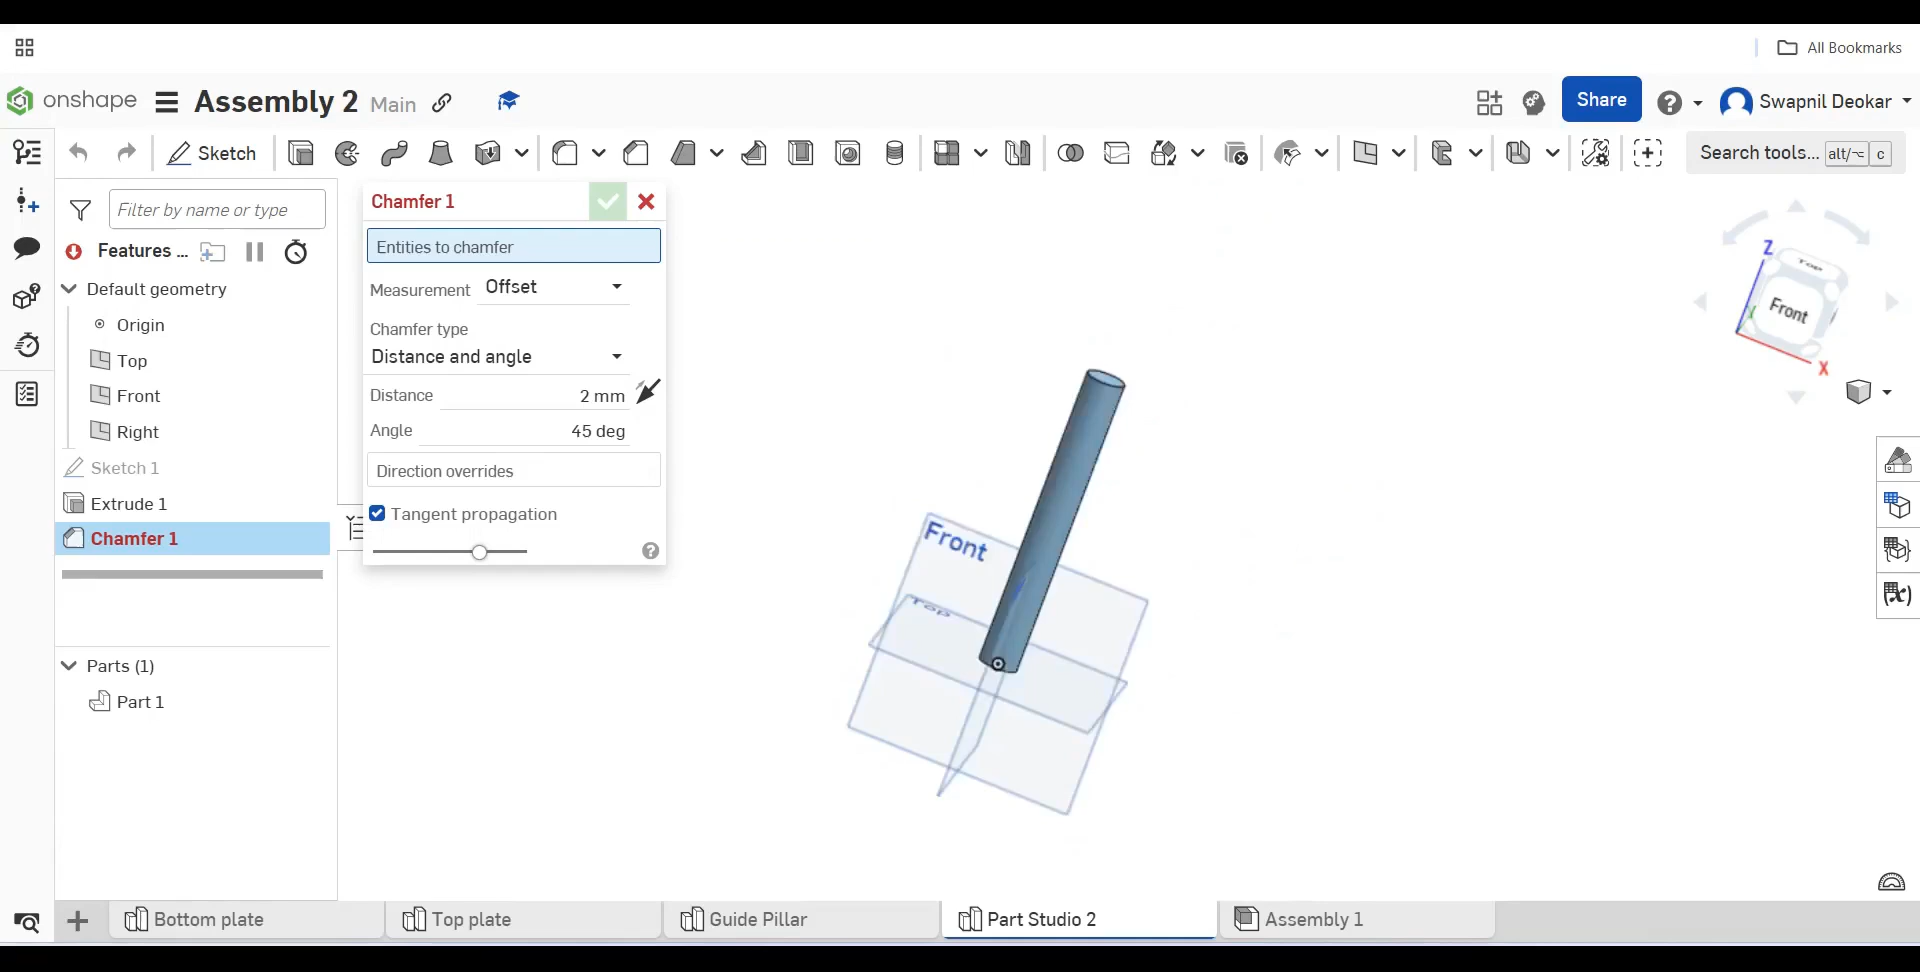 All Bookmarks
onshape Assembly 2 Main Share Swapnil Deokar
Sketch Search tools... alt/⌥ c
Filter by name or type
Features ...
Default geometry
Origin
Top
Front
Right
Sketch 1
Extrude 1
Chamfer 1
Parts (1)
Part 1
Chamfer 1
Entities to chamfer
Measurement Offset
Chamfer type
Distance and angle
Distance 2 mm
Angle 45 deg
Direction overrides
Tangent propagation
Front
Top
Z
Top
Front
Y
X
Bottom plate Top plate Guide Pillar Part Studio 2 Assembly 1